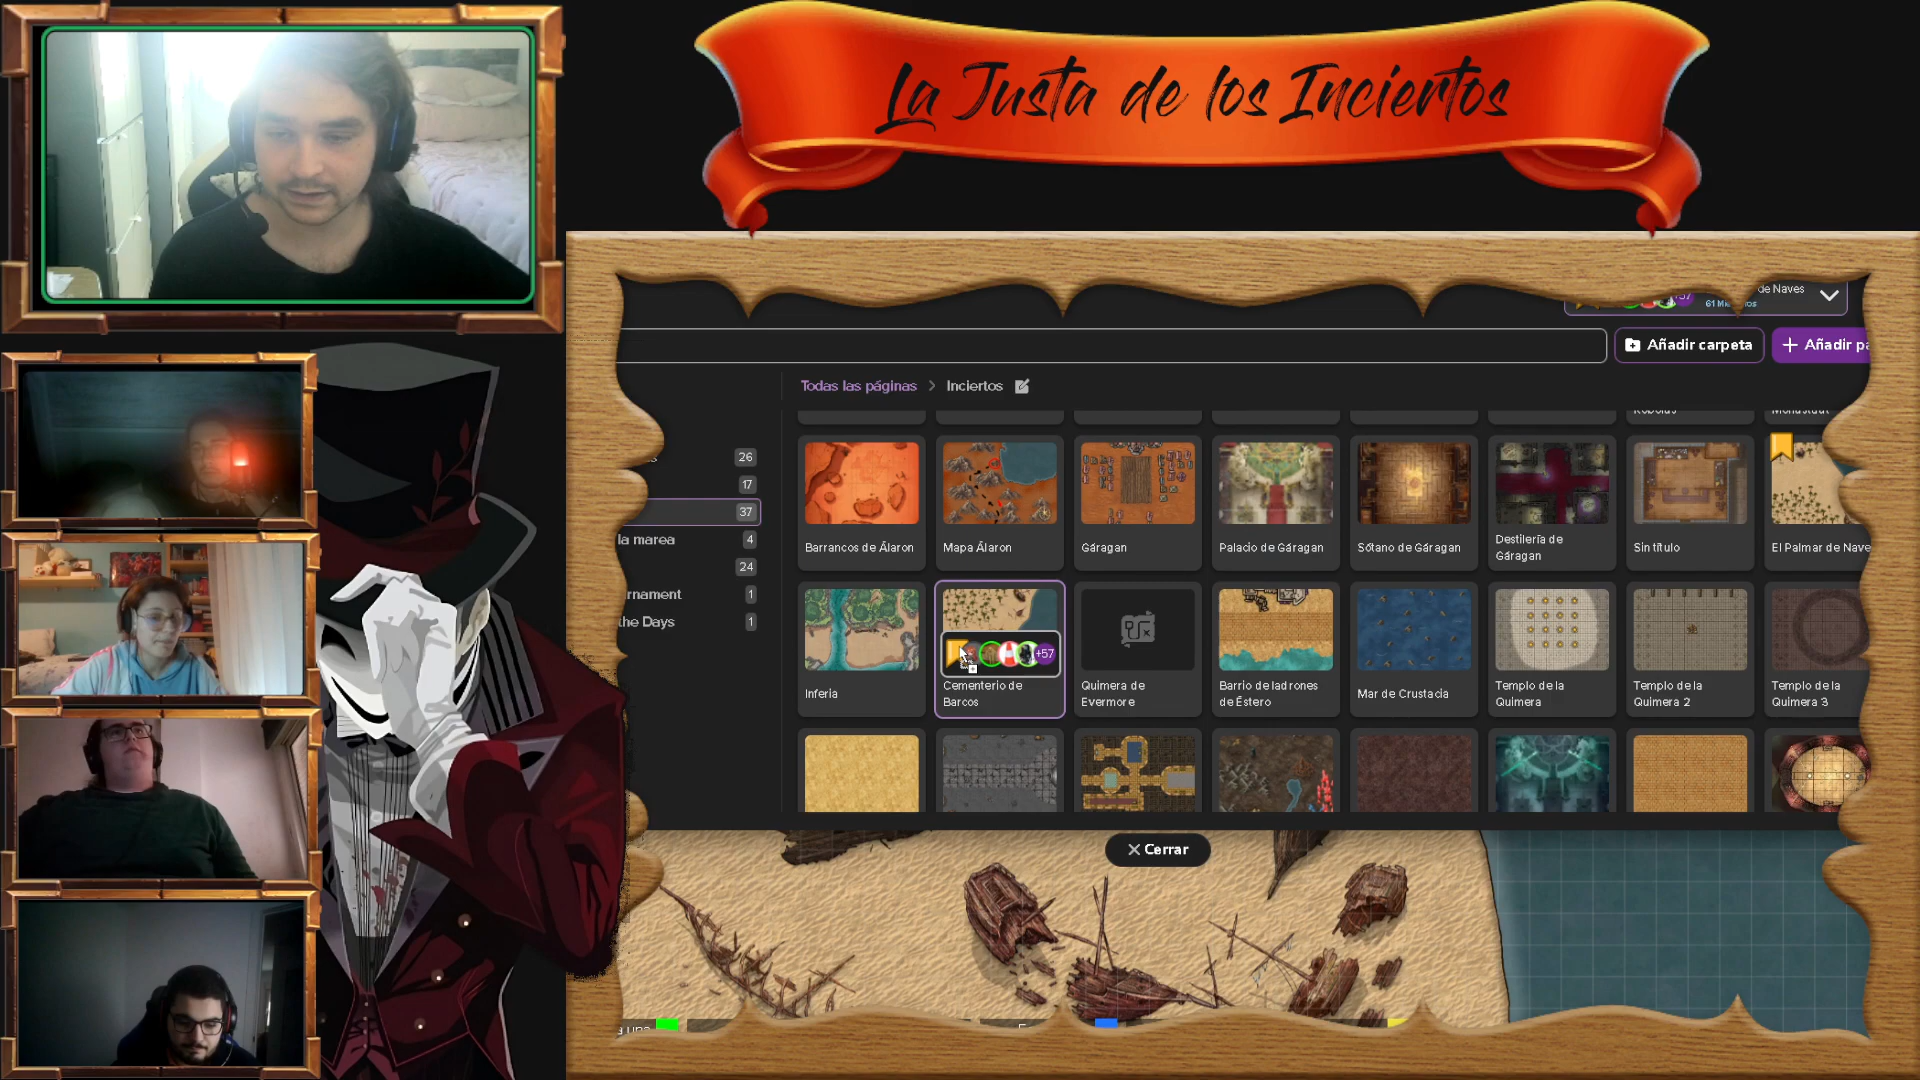 La Justa de los Inciertos
de Naves
Añadir carpeta
Añadir pá
Todas las páginas > Inciertos
26
17
37
la marea 4
24
rnament 1
the Days 1
Barrancos de Álaron
Mapa Álaron
Gáragan
Palacio de Gáragan
Sótano de Gáragan
Destilería de
Gáragan
Sin título
El Palmar de Nave
Inferia
+57
Cementerio de
Barcos
Quimera de
Evermore
Barrio de ladrones
de Éstero
Mar de Crustacia
Templo de la
Quimera
Templo de la
Quimera 2
Templo de la
Quimera 3
Cerrar